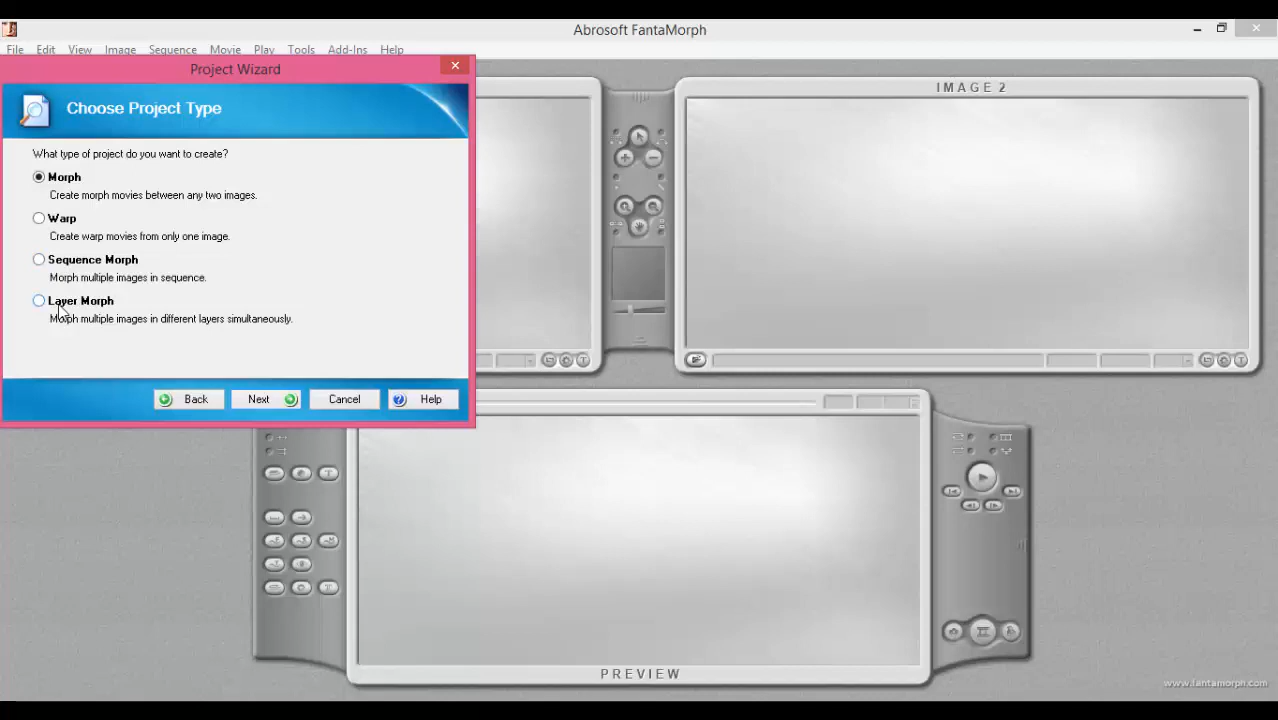 Abrosoft FantaMorph
File Edit View Image Sequence Movie Play Tools Add-Ins Help
Project Wizard
Choose Project Type
What type of project do you want to create?
Morph
Create morph movies between any two images.
Warp
Create warp movies from only one image.
Sequence Morph
Morph multiple images in sequence.
Layer Morph
Morph multiple images in different layers simultaneously.
Back Next Cancel Help
IMAGE 2
PREVIEW
www.fantamorph.com